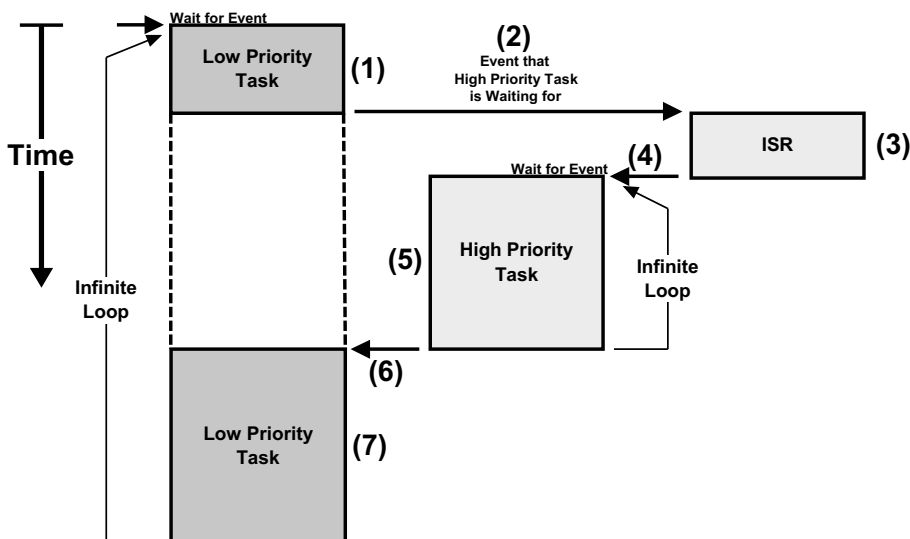 Wait for Event
Low Priority
Task
(1)
(2)
Event that
High Priority Task
is Waiting for
ISR
(3)
Time
Wait for Event
(4)
High Priority
Task
(5)
Infinite
Loop
Infinite
Loop
(6)
Low Priority
Task
(7)